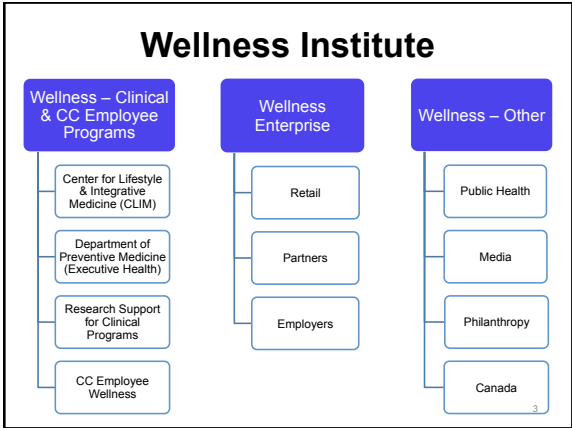 Wellness Institute
Wellness – Clinical
& CC Employee
Programs
Center for Lifestyle
& Integrative
Medicine (CLIM)
Department of
Preventive Medicine
(Executive Health)
Research Support
for Clinical
Programs
CC Employee
Wellness
Wellness
Enterprise
Retail
Partners
Employers
Wellness – Other
Public Health
Media
Philanthropy
Canada
3